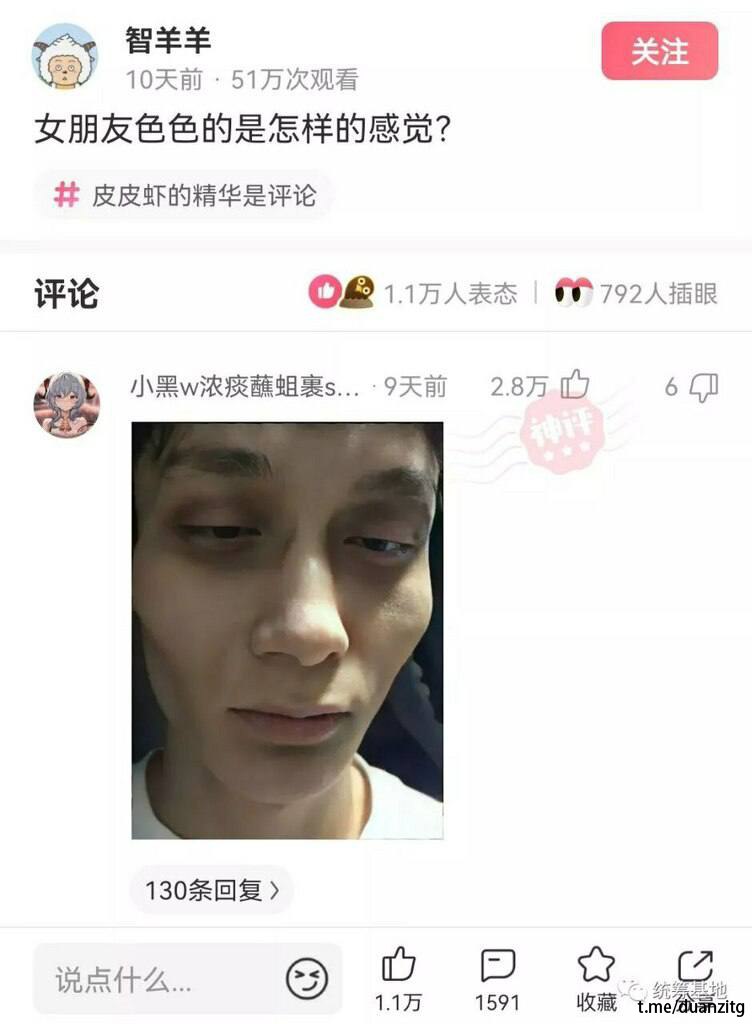 智羊羊
10天前 · 51万次观看
关注
女朋友色色的是怎样的感觉?
# 皮皮虾的精华是评论
评论
1.1万人表态
792人插眼
小黑w浓痰蘸蛆裹s... · 9天前
2.8万
6
神评
130条回复 >
说点什么...
1.1万
1591
收藏
统筹基地
t.me/duanzitg